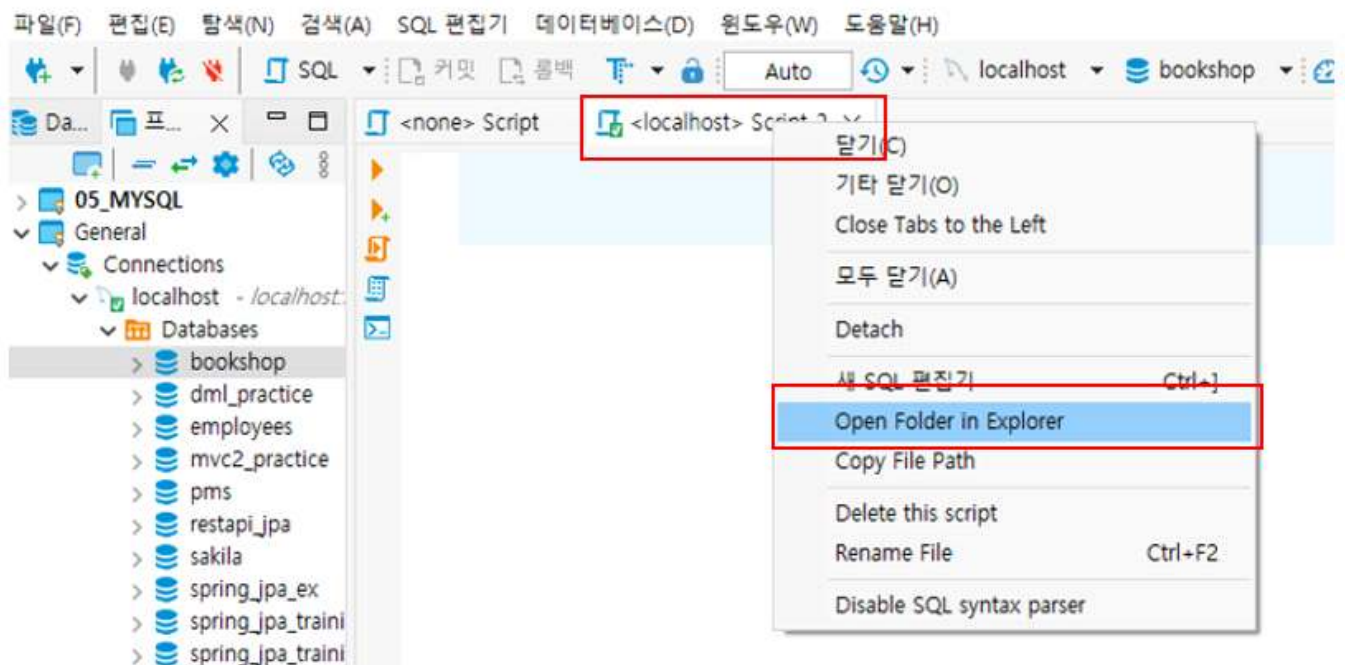 파일(F) 편집(E) 탐색(N) 검색(A) SQL 편집기 데이터베이스(D) 윈도우(W) 도움말(H)
SQL 커밋 롤백 Auto localhost bookshop
Da... 프... <none> Script <localhost> Script-2
05_MYSQL
General
Connections
localhost - localhost:
Databases
bookshop
dml_practice
employees
mvc2_practice
pms
restapi_jpa
sakila
spring_jpa_ex
spring_jpa_traini
spring_jpa_traini
닫기(C)
기타 닫기(O)
Close Tabs to the Left
모두 닫기(A)
Detach
새 SQL 편집기 Ctrl+]
Open Folder in Explorer
Copy File Path
Delete this script
Rename File Ctrl+F2
Disable SQL syntax parser